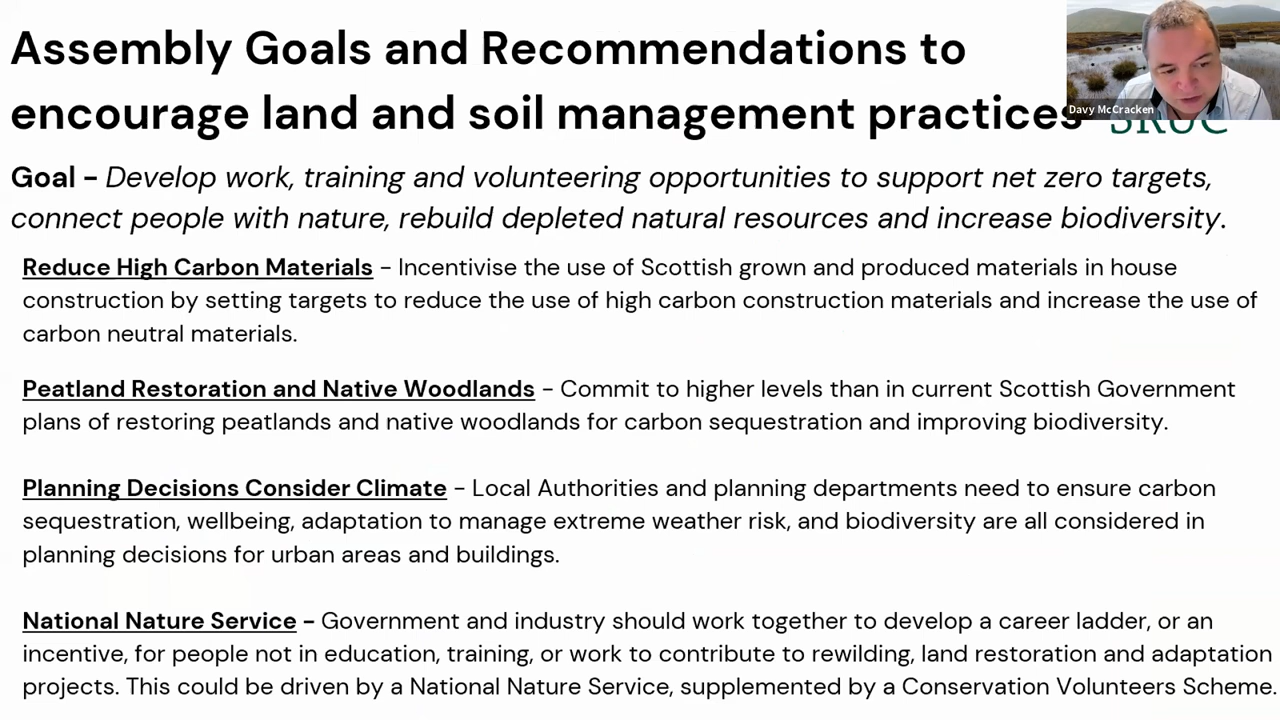 Assembly Goals and Recommendations to
encourage land and soil management practices
Davy McCracken
SRUC
Goal – Develop work, training and volunteering opportunities to support net zero targets,
connect people with nature, rebuild depleted natural resources and increase biodiversity.
Reduce High Carbon Materials – Incentivise the use of Scottish grown and produced materials in house
construction by setting targets to reduce the use of high carbon construction materials and increase the use of
carbon neutral materials.
Peatland Restoration and Native Woodlands – Commit to higher levels than in current Scottish Government
plans of restoring peatlands and native woodlands for carbon sequestration and improving biodiversity.
Planning Decisions Consider Climate – Local Authorities and planning departments need to ensure carbon
sequestration, wellbeing, adaptation to manage extreme weather risk, and biodiversity are all considered in
planning decisions for urban areas and buildings.
National Nature Service – Government and industry should work together to develop a career ladder, or an
incentive, for people not in education, training, or work to contribute to rewilding, land restoration and adaptation
projects. This could be driven by a National Nature Service, supplemented by a Conservation Volunteers Scheme.